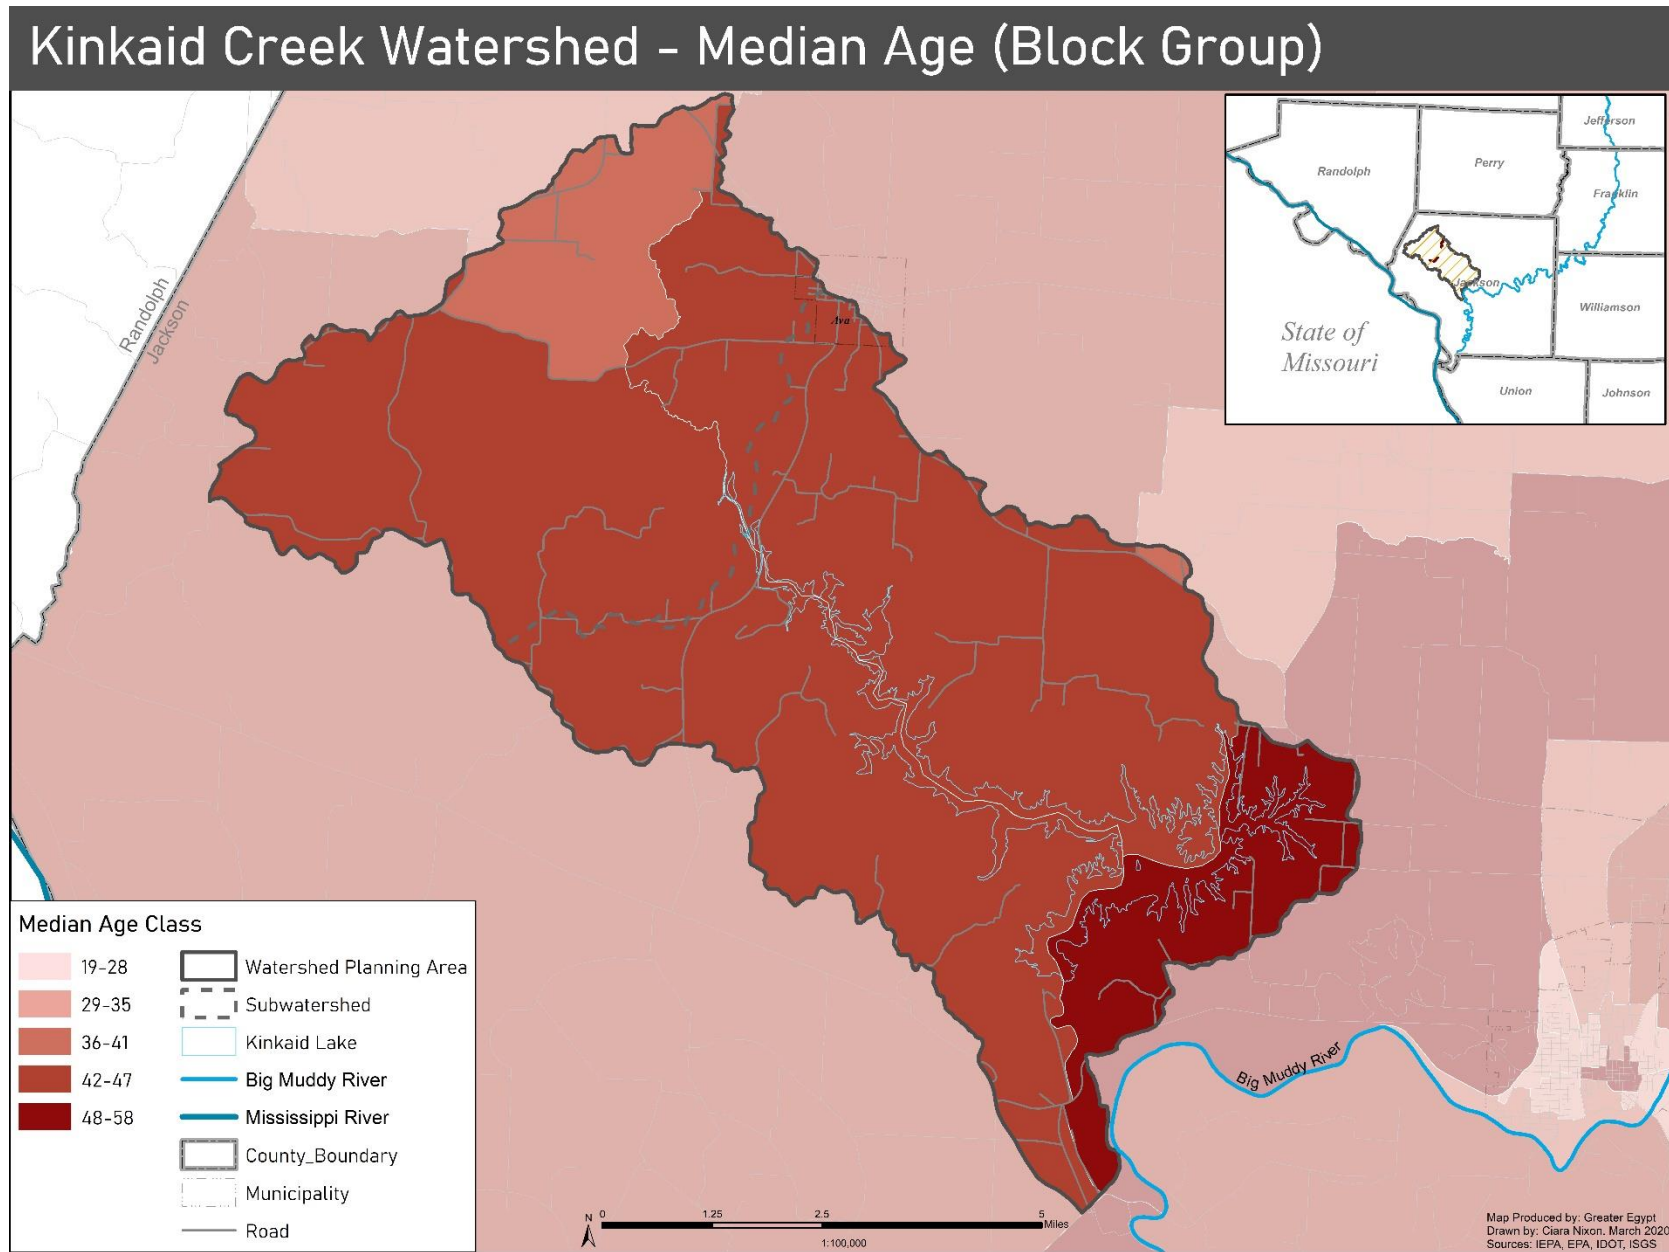 Kinkaid Creek Watershed - Median Age (Block Group)
Jefferson
Randolph
Perry
Franklin
Jackson
Williamson
State of
Missouri
Union
Johnson
Randolph
Jackson
Ava
Median Age Class
19-28
29-35
36-41
42-47
48-58
Watershed Planning Area
Subwatershed
Kinkaid Lake
Big Muddy River
Mississippi River
County_Boundary
Municipality
Road
Big Muddy River
N
0 1.25 2.5 5
Miles
1:100,000
Map Produced by: Greater Egypt
Drawn by: Ciara Nixon. March 2020
Sources: IEPA, EPA, IDOT, ISGS